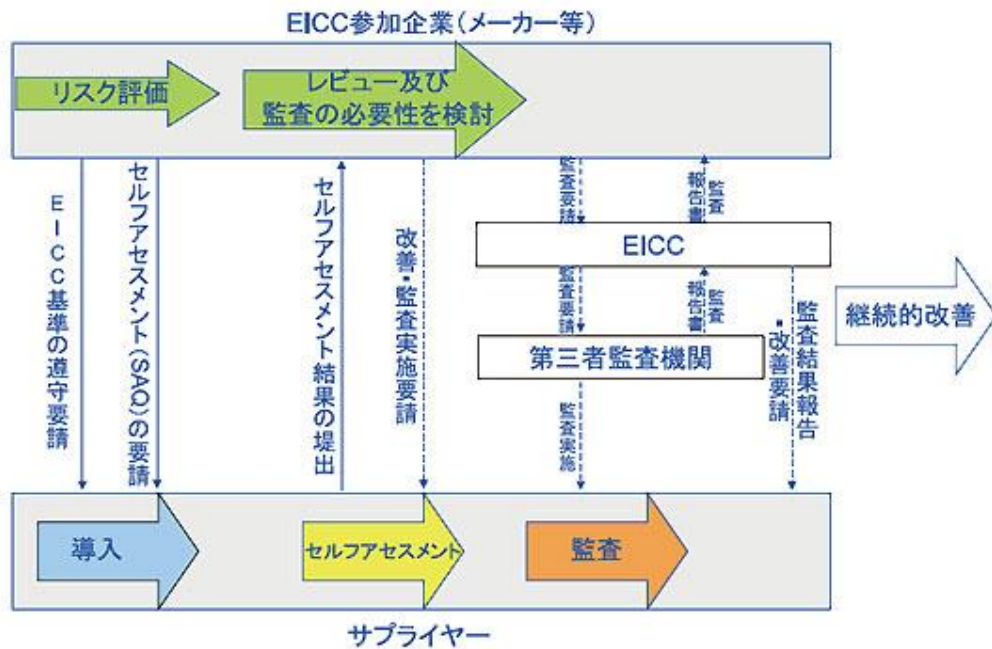 EICC参加企業(メーカー等)
リスク評価
レビュー及び
監査の必要性を検討
EICC基準の遵守要請
セルフアセスメント(SAQ)の要請
セルフアセスメント結果の堤出
改善・監査実施要請
監査要請
監査
報告書
EICC
監査要請
監査
報告書
第三者監査機関
監査実施
監査結果報告
・改善要請
継続的改善
導入
セルフアセスメント
監査
サプライヤー